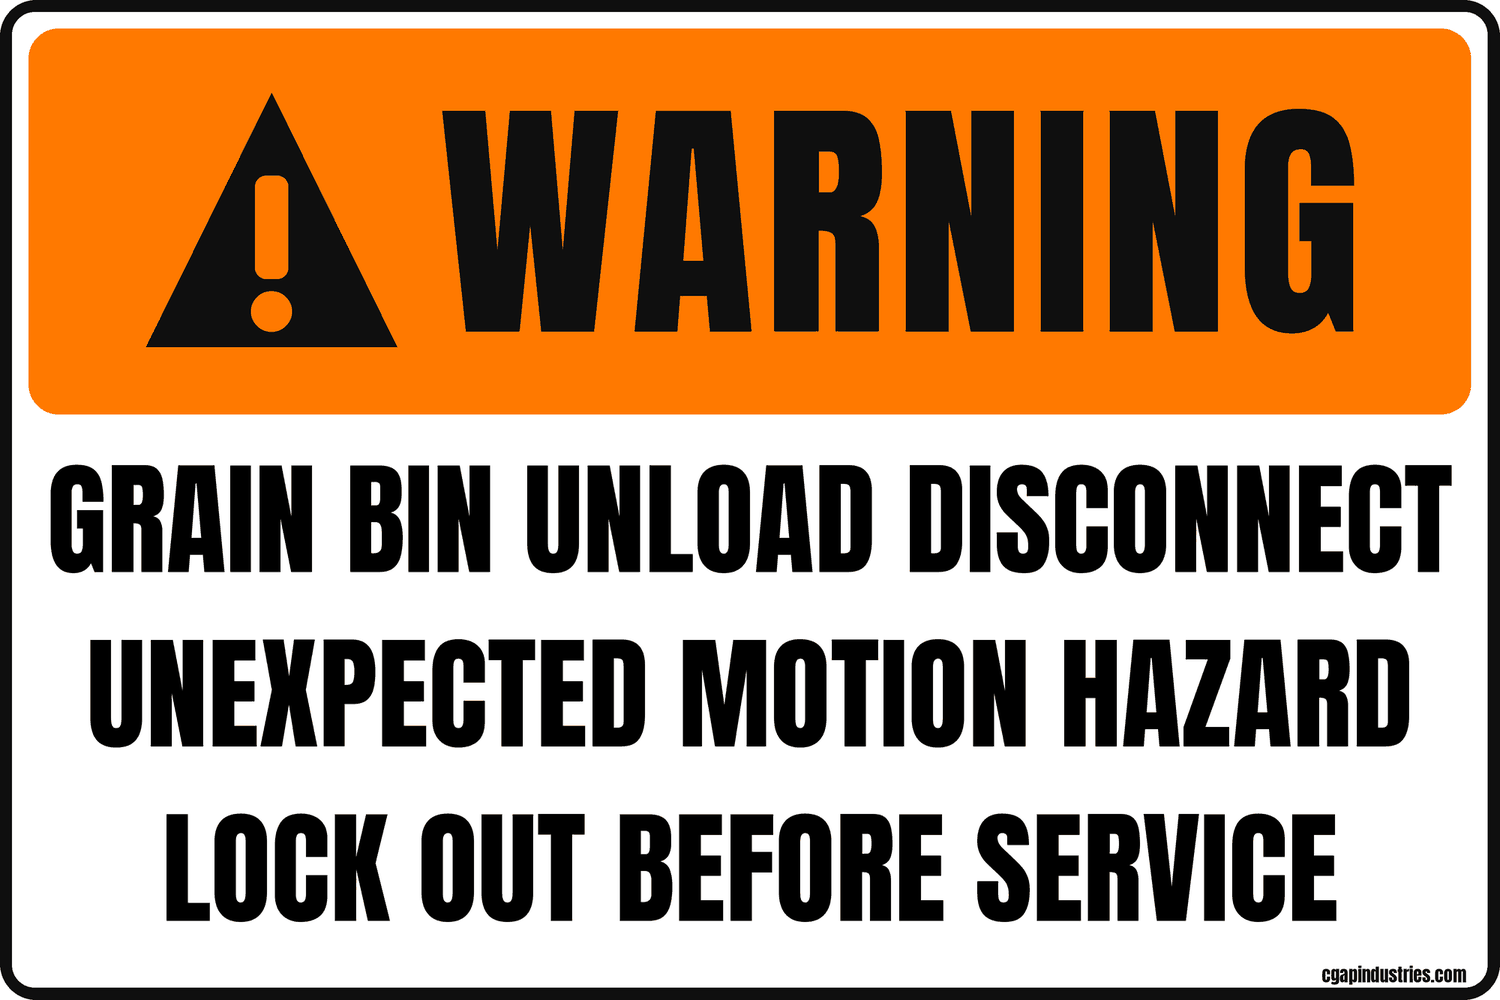 WARNING
GRAIN BIN UNLOAD DISCONNECT
UNEXPECTED MOTION HAZARD
LOCK OUT BEFORE SERVICE
cgapindustries.com